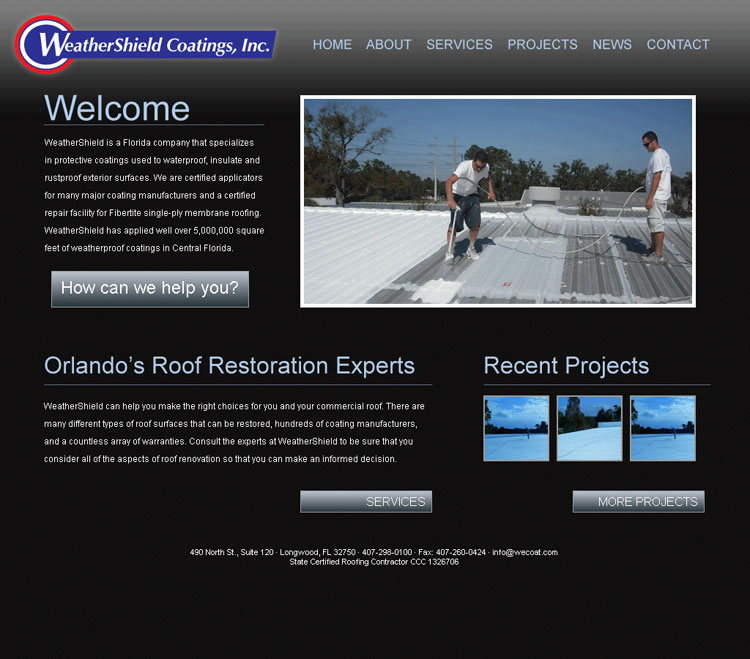 WeatherShield Coatings, Inc.
HOME ABOUT SERVICES PROJECTS NEWS CONTACT
Welcome
WeatherShield is a Florida company that specializes
in protective coatings used to waterproof, insulate and
rustproof exterior surfaces. We are certified applicators
for many major coating manufacturers and a certified
repair facility for Fibertite single-ply membrane roofing.
WeatherShield has applied well over 5,000,000 square
feet of weatherproof coatings in Central Florida.
How can we help you?
Orlando's Roof Restoration Experts
WeatherShield can help you make the right choices for you and your commercial roof. There are
many different types of roof surfaces that can be restored, hundreds of coating manufacturers,
and a countless array of warranties. Consult the experts at WeatherShield to be sure that you
consider all of the aspects of roof renovation so that you can make an informed decision.
SERVICES
Recent Projects
MORE PROJECTS
490 North St., Suite 120 · Longwood, FL 32750 · 407-298-0100 · Fax: 407-260-0424 · info@wecoat.com
State Certified Roofing Contractor CCC 1326706